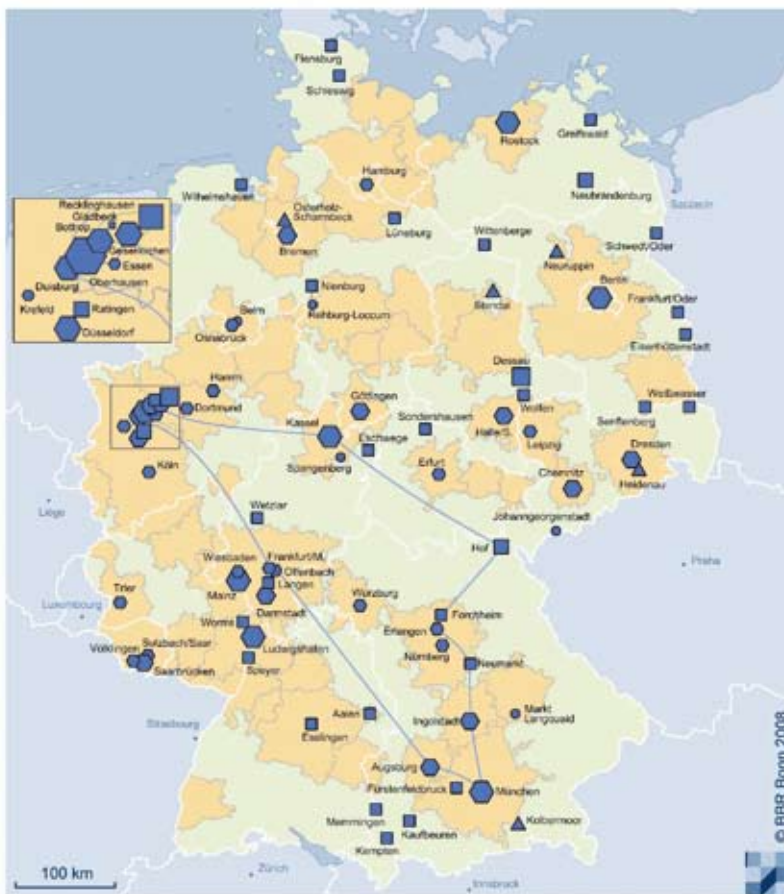 Flensburg
Schleswig
Rostock
Greifswald
Hamburg
Wilhelmshaven
Neubrandenburg
Szczecin
Osterholz-
Scharmbeck
Lüneburg
Bremen
Wittenberge
Schwedt/Oder
Neuruppin
Berlin
Recklinghausen
Gladbeck
Bottrop
Gelsenkirchen
Essen
Duisburg
Oberhausen
Krefeld
Ratingen
Düsseldorf
Nienburg
Rehburg-Loccum
Stendal
Frankfurt/Oder
Eisenhüttenstadt
Belm
Osnabrück
Dessau
Hamm
Göttingen
Wolfen
Weißwasser
Dortmund
Kassel
Sondershausen
Senftenberg
Eschwege
Halle/S.
Leipzig
Dresden
Spangenberg
Erfurt
Chemnitz
Heidenau
Köln
Johanngeorgenstadt
Liège
Wetzlar
Hof
Praha
Wiesbaden
Frankfurt/M.
Offenbach
Trier
Mainz
Langen
Würzburg
Luxembourg
Darmstadt
Forchheim
Worms
Erlangen
Sulzbach/Saar
Völklingen
Ludwigshafen
Nürnberg
Neumarkt
Saarbrücken
Speyer
Markt
Langquaid
Strasbourg
Aalen
Ingolstadt
Esslingen
Augsburg
Fürstenfeldbruck
München
Memmingen
Kaufbeuren
Kolbermoor
Kempten
100 km
Zürich
Innsbruck
© BBR Bonn 2008